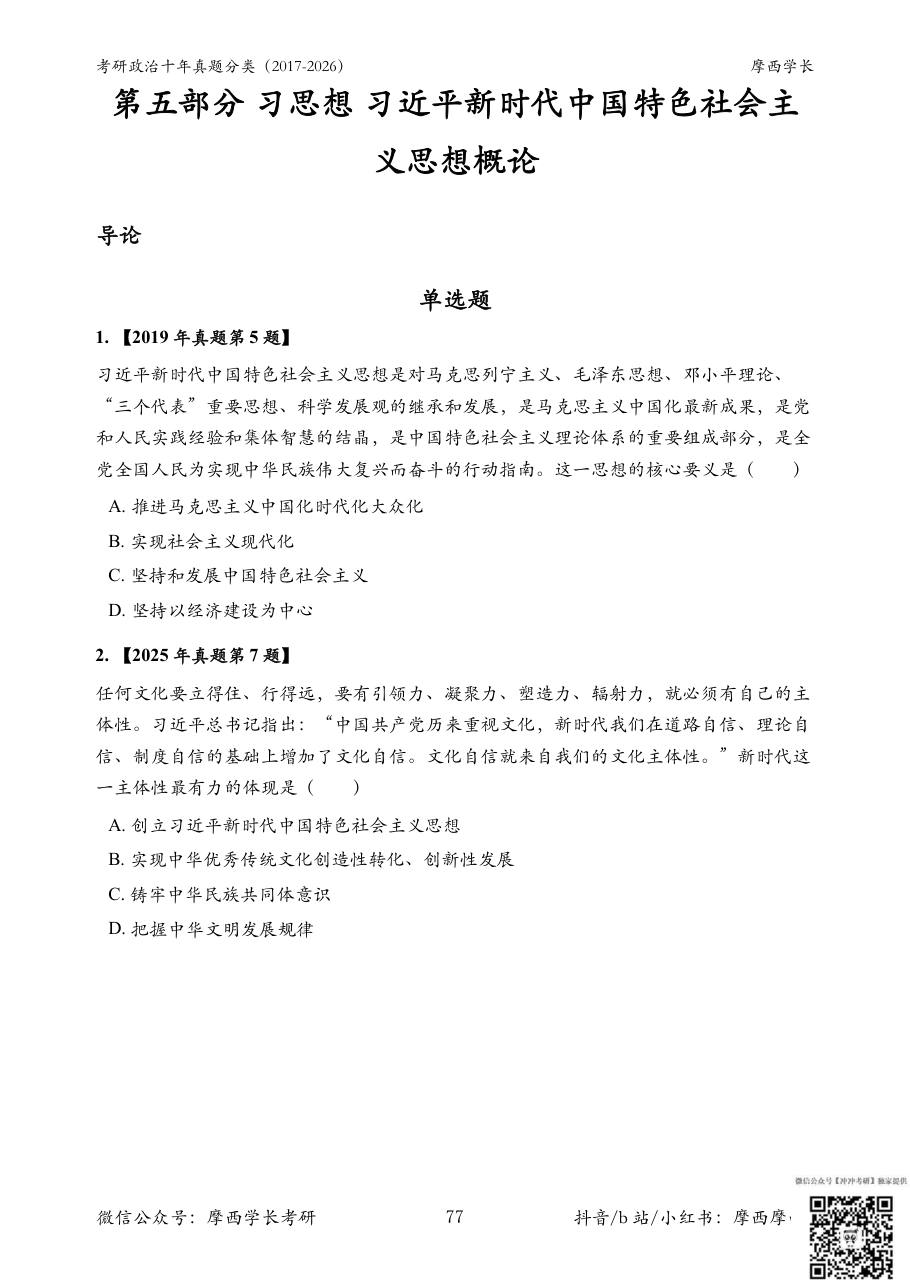 考研政治十年真题分类（2017-2026） 摩西学长
第五部分 习思想 习近平新时代中国特色社会主
义思想概论
导论
单选题
1. 【2019 年真题第 5 题】
习近平新时代中国特色社会主义思想是对马克思列宁主义、毛泽东思想、邓小平理论、
“三个代表”重要思想、科学发展观的继承和发展，是马克思主义中国化最新成果，是党
和人民实践经验和集体智慧的结晶，是中国特色社会主义理论体系的重要组成部分，是全
党全国人民为实现中华民族伟大复兴而奋斗的行动指南。这一思想的核心要义是（　　）
A. 推进马克思主义中国化时代化大众化
B. 实现社会主义现代化
C. 坚持和发展中国特色社会主义
D. 坚持以经济建设为中心
2. 【2025 年真题第 7 题】
任何文化要立得住、行得远，要有引领力、凝聚力、塑造力、辐射力，就必须有自己的主
体性。习近平总书记指出：“中国共产党历来重视文化，新时代我们在道路自信、理论自
信、制度自信的基础上增加了文化自信。文化自信就来自我们的文化主体性。”新时代这
一主体性最有力的体现是（　　）
A. 创立习近平新时代中国特色社会主义思想
B. 实现中华优秀传统文化创造性转化、创新性发展
C. 铸牢中华民族共同体意识
D. 把握中华文明发展规律
微信公众号【冲冲考研】独家提供
微信公众号：摩西学长考研 77 抖音/b 站/小红书：摩西摩